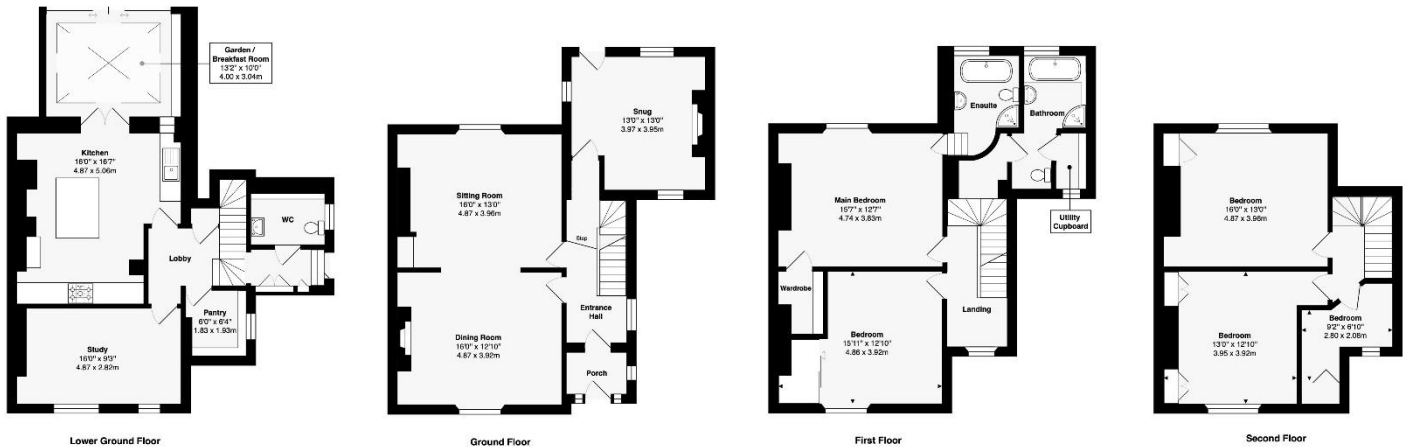 Garden /
Breakfast Room
13'2" x 10'0"
4.00 x 3.04m
Kitchen
16'0" x 16'7"
4.87 x 5.06m
WC
Lobby
Pantry
6'0" x 6'4"
1.83 x 1.93m
Study
16'0" x 9'3"
4.87 x 2.82m
Lower Ground Floor
Snug
13'0" x 13'0"
3.97 x 3.95m
Sitting Room
16'0" x 13'0"
4.87 x 3.96m
Step
Entrance
Hall
Dining Room
16'0" x 12'10"
4.87 x 3.92m
Porch
Ground Floor
Ensuite
Bathroom
Main Bedroom
15'7" x 12'7"
4.74 x 3.83m
Utility
Cupboard
Wardrobe
Landing
Bedroom
15'11" x 12'10"
4.86 x 3.92m
First Floor
Bedroom
16'0" x 13'0"
4.87 x 3.96m
Bedroom
9'2" x 6'10"
2.80 x 2.08m
Bedroom
13'0" x 12'10"
3.95 x 3.92m
Second Floor